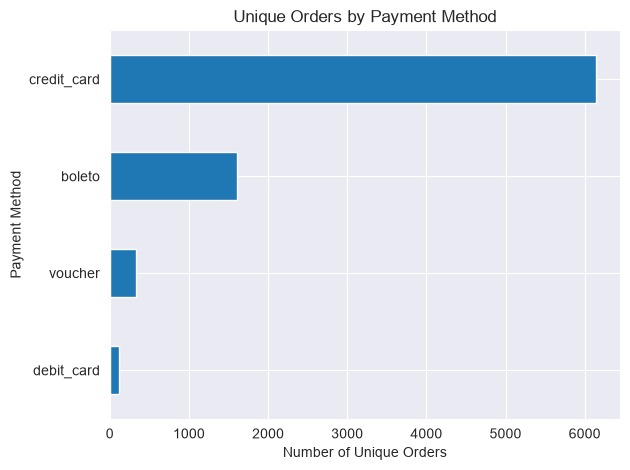 Unique Orders by Payment Method
credit_card
boleto
voucher
debit_card
Payment Method
0 1000 2000 3000 4000 5000 6000
Number of Unique Orders